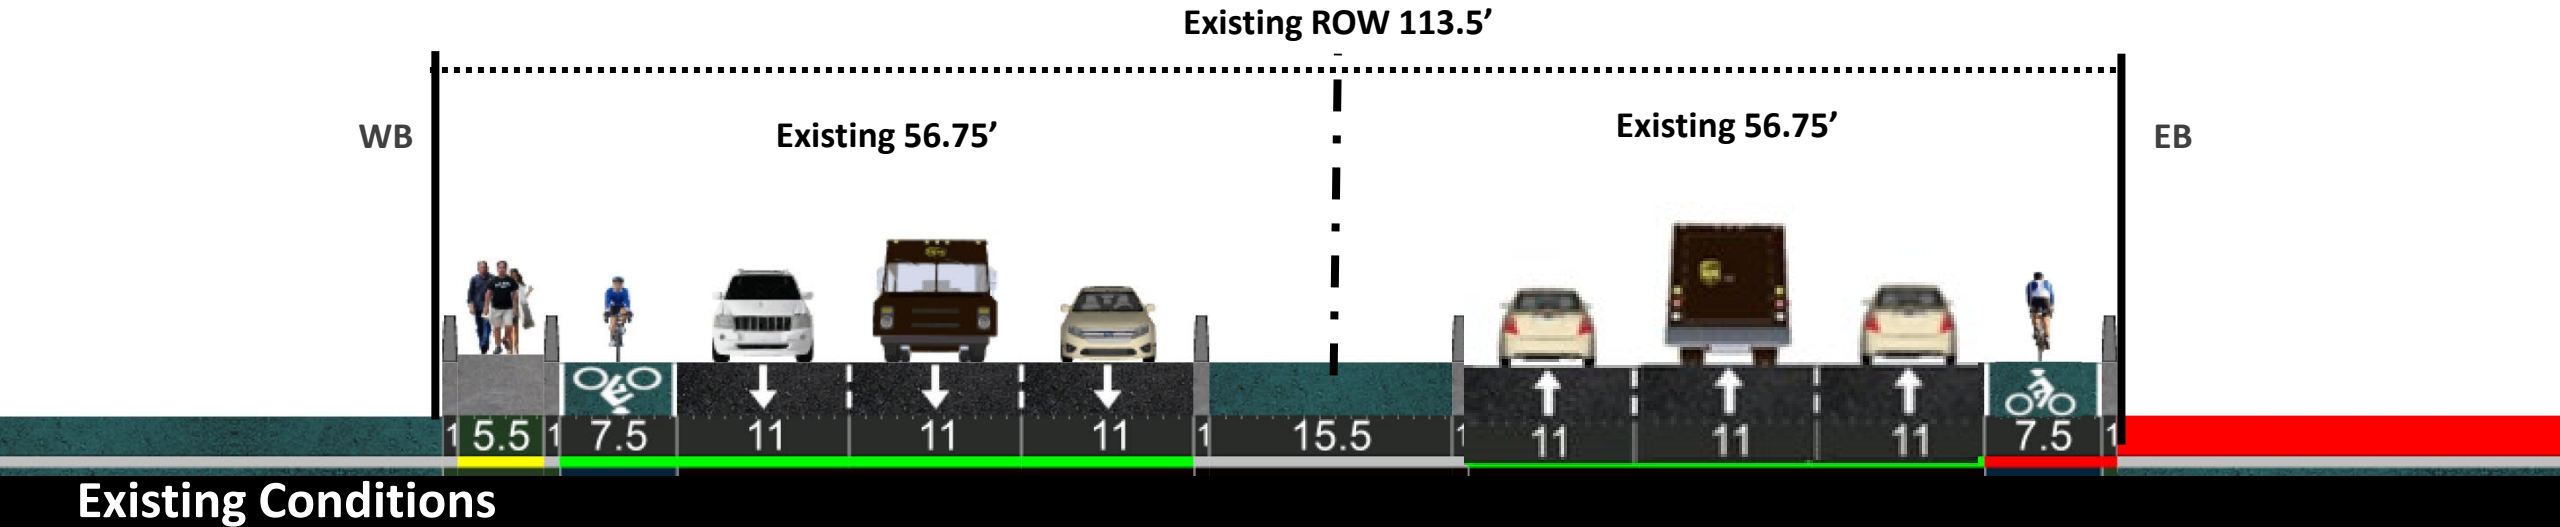 Existing ROW 113.5’
WB
Existing 56.75’
Existing 56.75’
EB
1 5.5 1 7.5 11 11 11 1 15.5 1 11 11 11 7.5 1
Existing Conditions